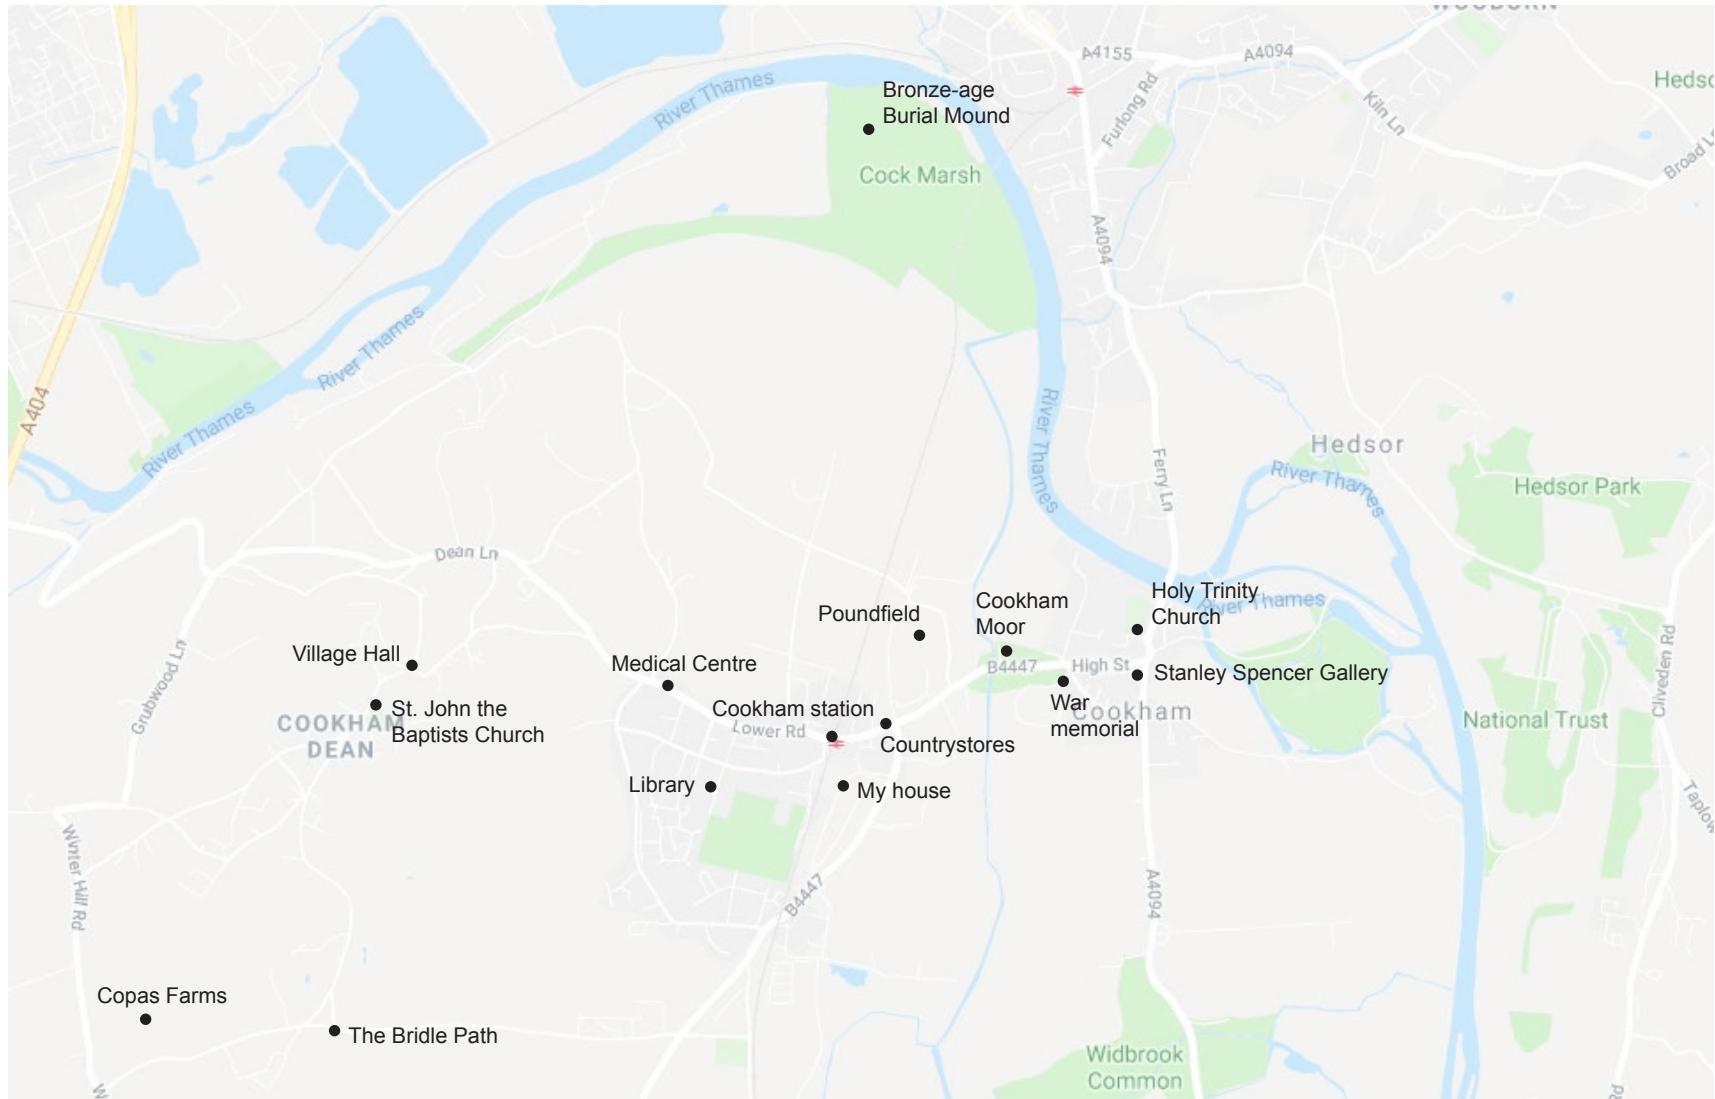 WOOBURN
A4155
A4094
Hedsor
River Thames
Bronze-age
Burial Mound
Furlong Rd
Kiln Ln
Cock Marsh
A4094
River Thames
A404
River Thames
River Thames
Ferry Ln
Hedsor
River Thames
Hedsor Park
Dean Ln
Holy Trinity
Church
River Thames
Cookham
Moor
Poundfield
Grubwood Ln
Village Hall
Medical Centre
B4447
High St
Stanley Spencer Gallery
Cliveden Rd
St. John the
Baptists Church
COOKHAM
DEAN
Cookham station
Lower Rd
Countrystores
War
memorial
Cookham
National Trust
Library
My house
Winter Hill Rd
B4447
A4094
Copas Farms
The Bridle Path
Widbrook
Common
Rd